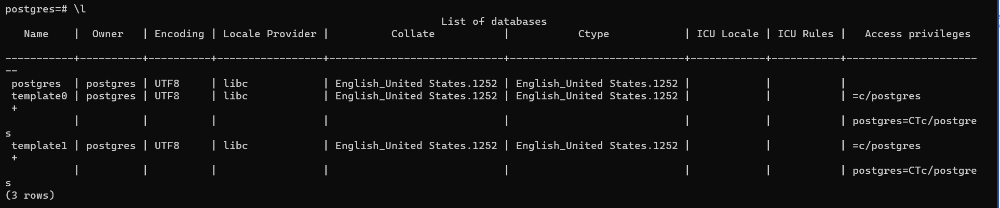 postgres=# \l
                                                                      List of databases
   Name    |  Owner   | Encoding | Locale Provider |          Collate           |           Ctype            | ICU Locale | ICU Rules |   Access privileges
-----------+----------+----------+-----------------+----------------------------+----------------------------+------------+-----------+---------------------
--
 postgres  | postgres | UTF8     | libc            | English_United States.1252 | English_United States.1252 |            |           |
 template0 | postgres | UTF8     | libc            | English_United States.1252 | English_United States.1252 |            |           | =c/postgres
 +
           |          |          |                 |                            |                            |            |           | postgres=CTc/postgre
s
 template1 | postgres | UTF8     | libc            | English_United States.1252 | English_United States.1252 |            |           | =c/postgres
 +
           |          |          |                 |                            |                            |            |           | postgres=CTc/postgre
s
(3 rows)